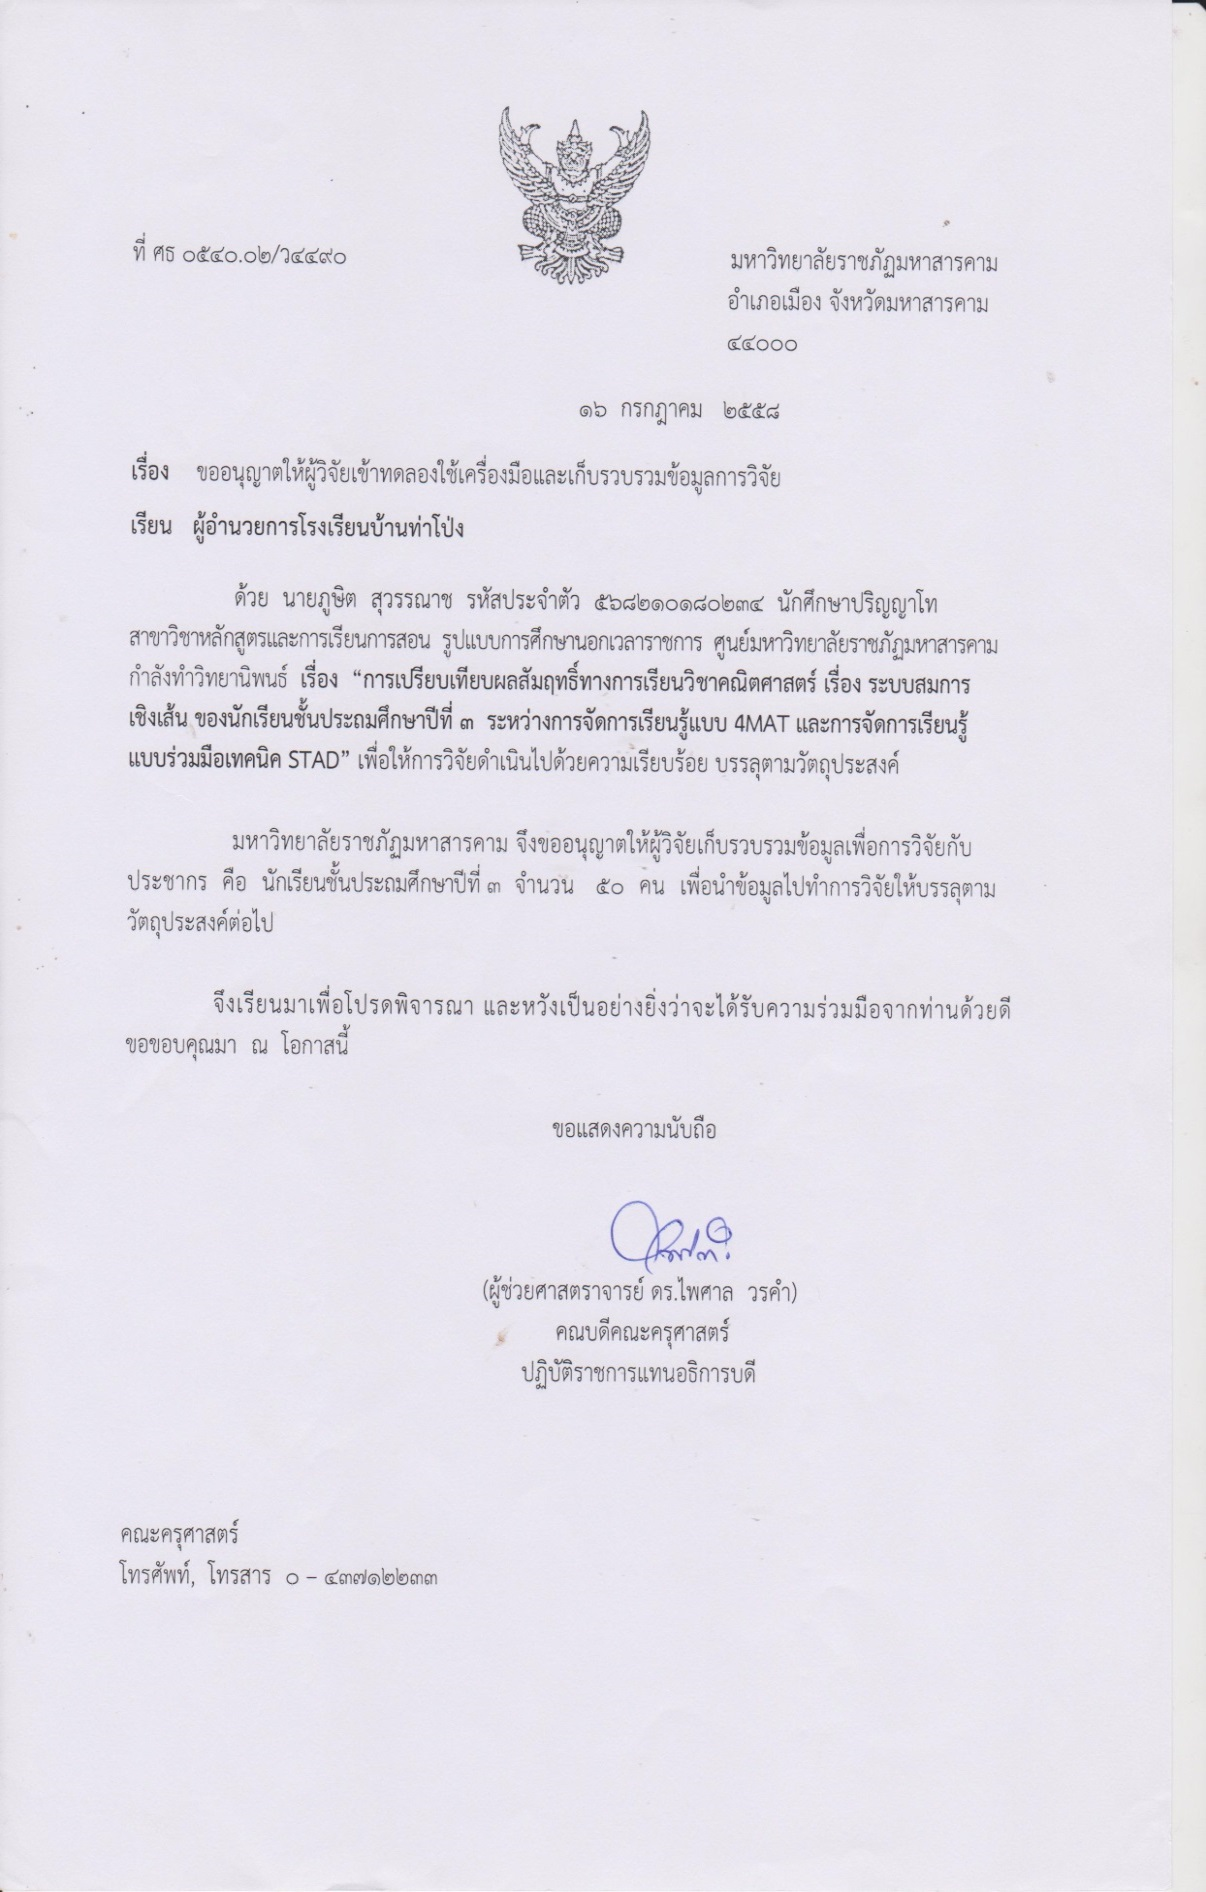 ที่ ศธ ๐๕๔๐.๐๒/ว๔๔๙๐
มหาวิทยาลัยราชภัฏมหาสารคาม
อำเภอเมือง จังหวัดมหาสารคาม
๔๔๐๐๐
๑๖ กรกฎาคม ๒๕๕๘
เรื่อง ขออนุญาตให้ผู้วิจัยเข้าทดลองใช้เครื่องมือและเก็บรวบรวมข้อมูลการวิจัย
เรียน ผู้อำนวยการโรงเรียนบ้านท่าโป่ง
ด้วย นายภูษิต สุวรรณาช รหัสประจำตัว ๕๖๘๒๑๐๑๘๐๒๓๔ นักศึกษาปริญญาโท
สาขาวิชาหลักสูตรและการเรียนการสอน รูปแบบการศึกษานอกเวลาราชการ ศูนย์มหาวิทยาลัยราชภัฏมหาสารคาม
กำลังทำวิทยานิพนธ์ เรื่อง “การเปรียบเทียบผลสัมฤทธิ์ทางการเรียนวิชาคณิตศาสตร์ เรื่อง ระบบสมการ
เชิงเส้น ของนักเรียนชั้นประถมศึกษาปีที่ ๓ ระหว่างการจัดการเรียนรู้แบบ 4MAT และการจัดการเรียนรู้
แบบร่วมมือเทคนิค STAD” เพื่อให้การวิจัยดำเนินไปด้วยความเรียบร้อย บรรลุตามวัตถุประสงค์
มหาวิทยาลัยราชภัฏมหาสารคาม จึงขออนุญาตให้ผู้วิจัยเก็บรวบรวมข้อมูลเพื่อการวิจัยกับ
ประชากร คือ นักเรียนชั้นประถมศึกษาปีที่ ๓ จำนวน ๕๐ คน เพื่อนำข้อมูลไปทำการวิจัยให้บรรลุตาม
วัตถุประสงค์ต่อไป
จึงเรียนมาเพื่อโปรดพิจารณา และหวังเป็นอย่างยิ่งว่าจะได้รับความร่วมมือจากท่านด้วยดี
ขอขอบคุณมา ณ โอกาสนี้
ขอแสดงความนับถือ
(ผู้ช่วยศาสตราจารย์ ดร.ไพศาล วรคำ)
คณบดีคณะครุศาสตร์
ปฏิบัติราชการแทนอธิการบดี
คณะครุศาสตร์
โทรศัพท์, โทรสาร ๐ – ๔๓๗๑๒๒๓๓